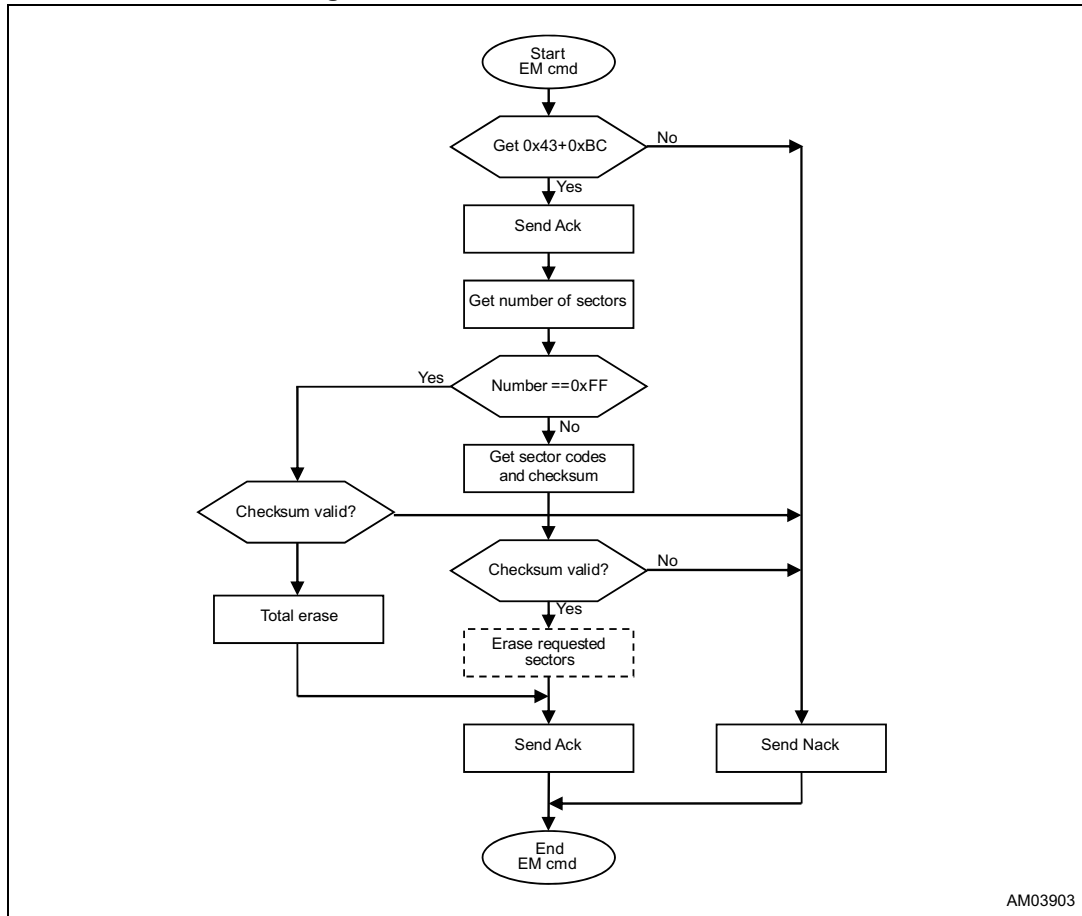 Start
EM cmd
Get 0x43+0xBC
No
Yes
Send Ack
Get number of sectors
Yes
Number ==0xFF
No
Get sector codes
and checksum
Checksum valid?
Checksum valid?
No
Yes
Total erase
Erase requested
sectors
Send Ack
Send Nack
End
EM cmd
AM03903